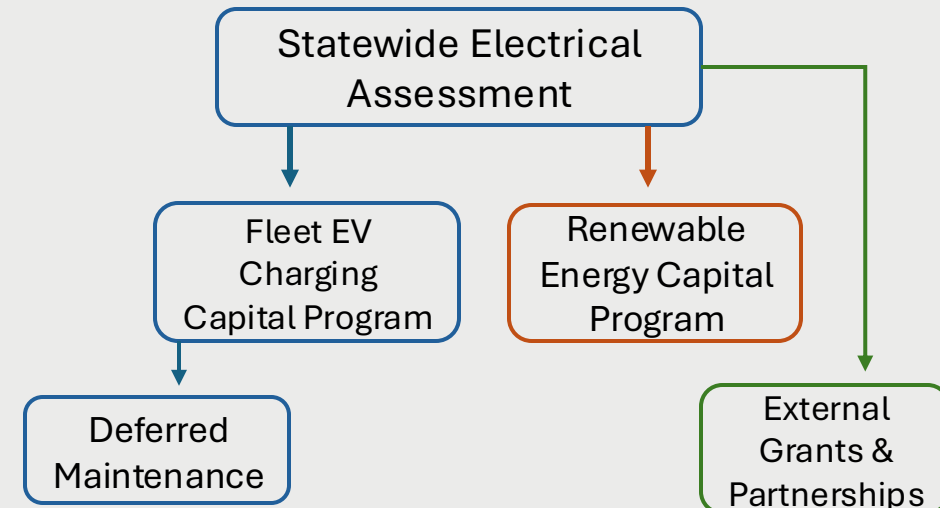 Statewide Electrical
Assessment
Fleet EV
Charging
Capital Program
Renewable
Energy Capital
Program
Deferred
Maintenance
External
Grants &
Partnerships